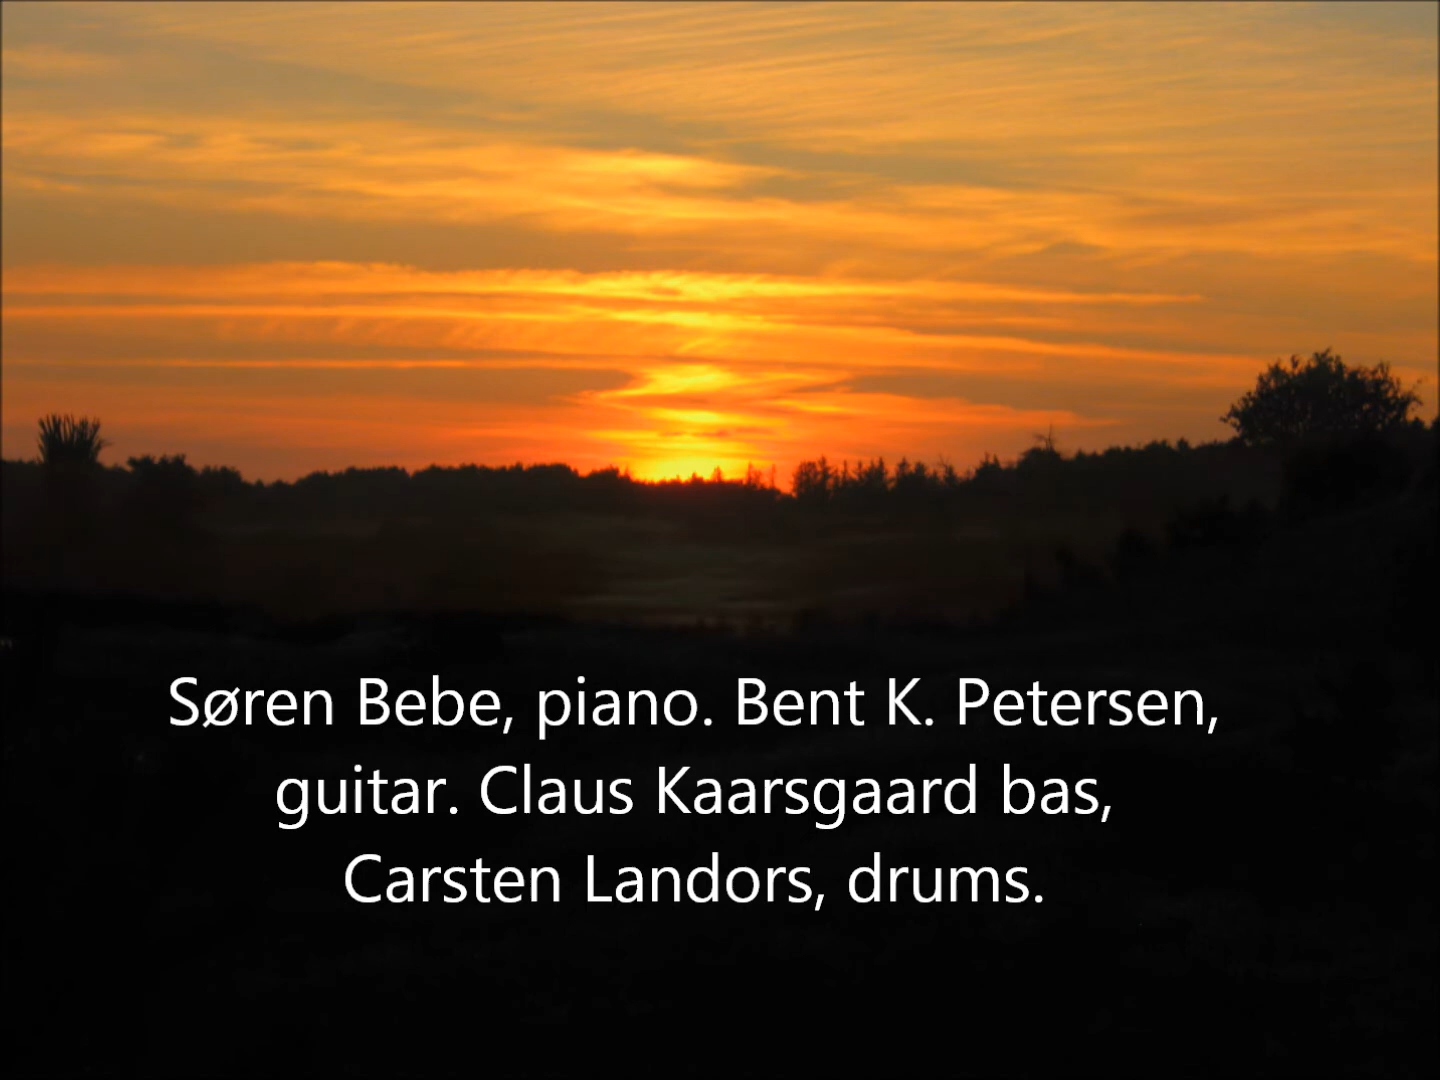 Søren Bebe, piano. Bent K. Petersen,
guitar. Claus Kaarsgaard bas,
Carsten Landors, drums.